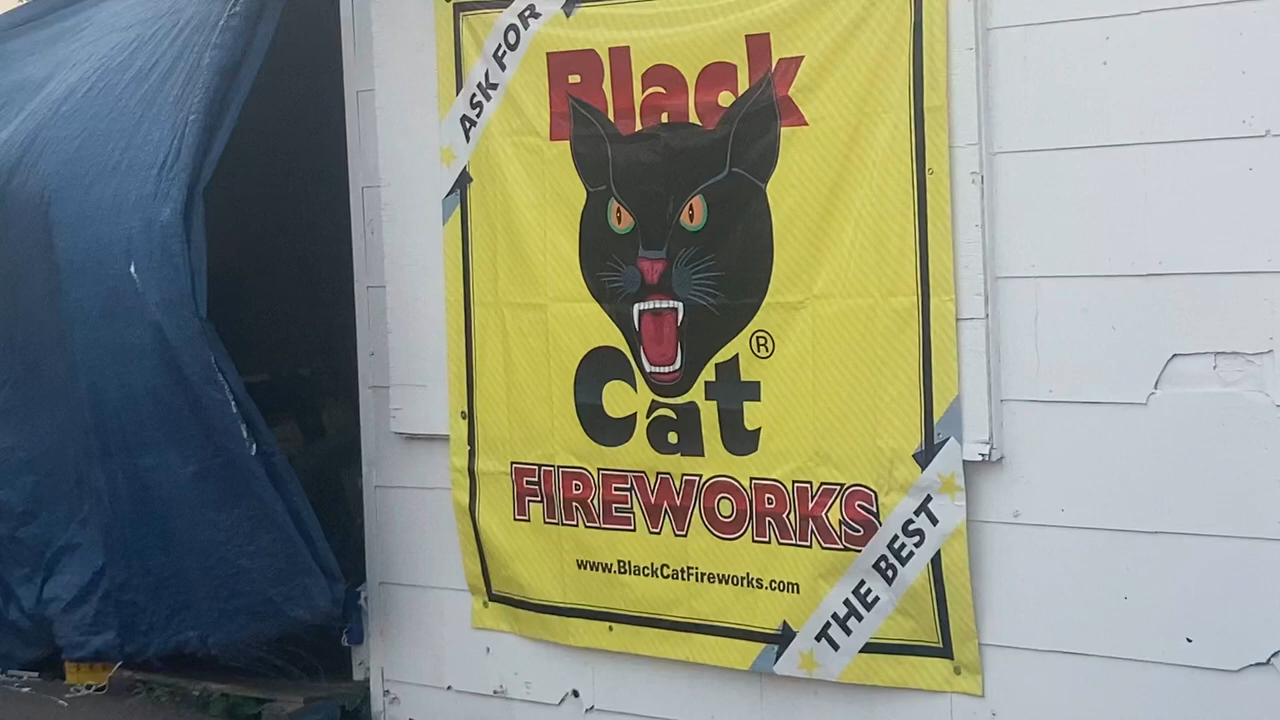 ASK FOR
Black
Cat®
FIREWORKS
www.BlackCatFireworks.com
THE BEST